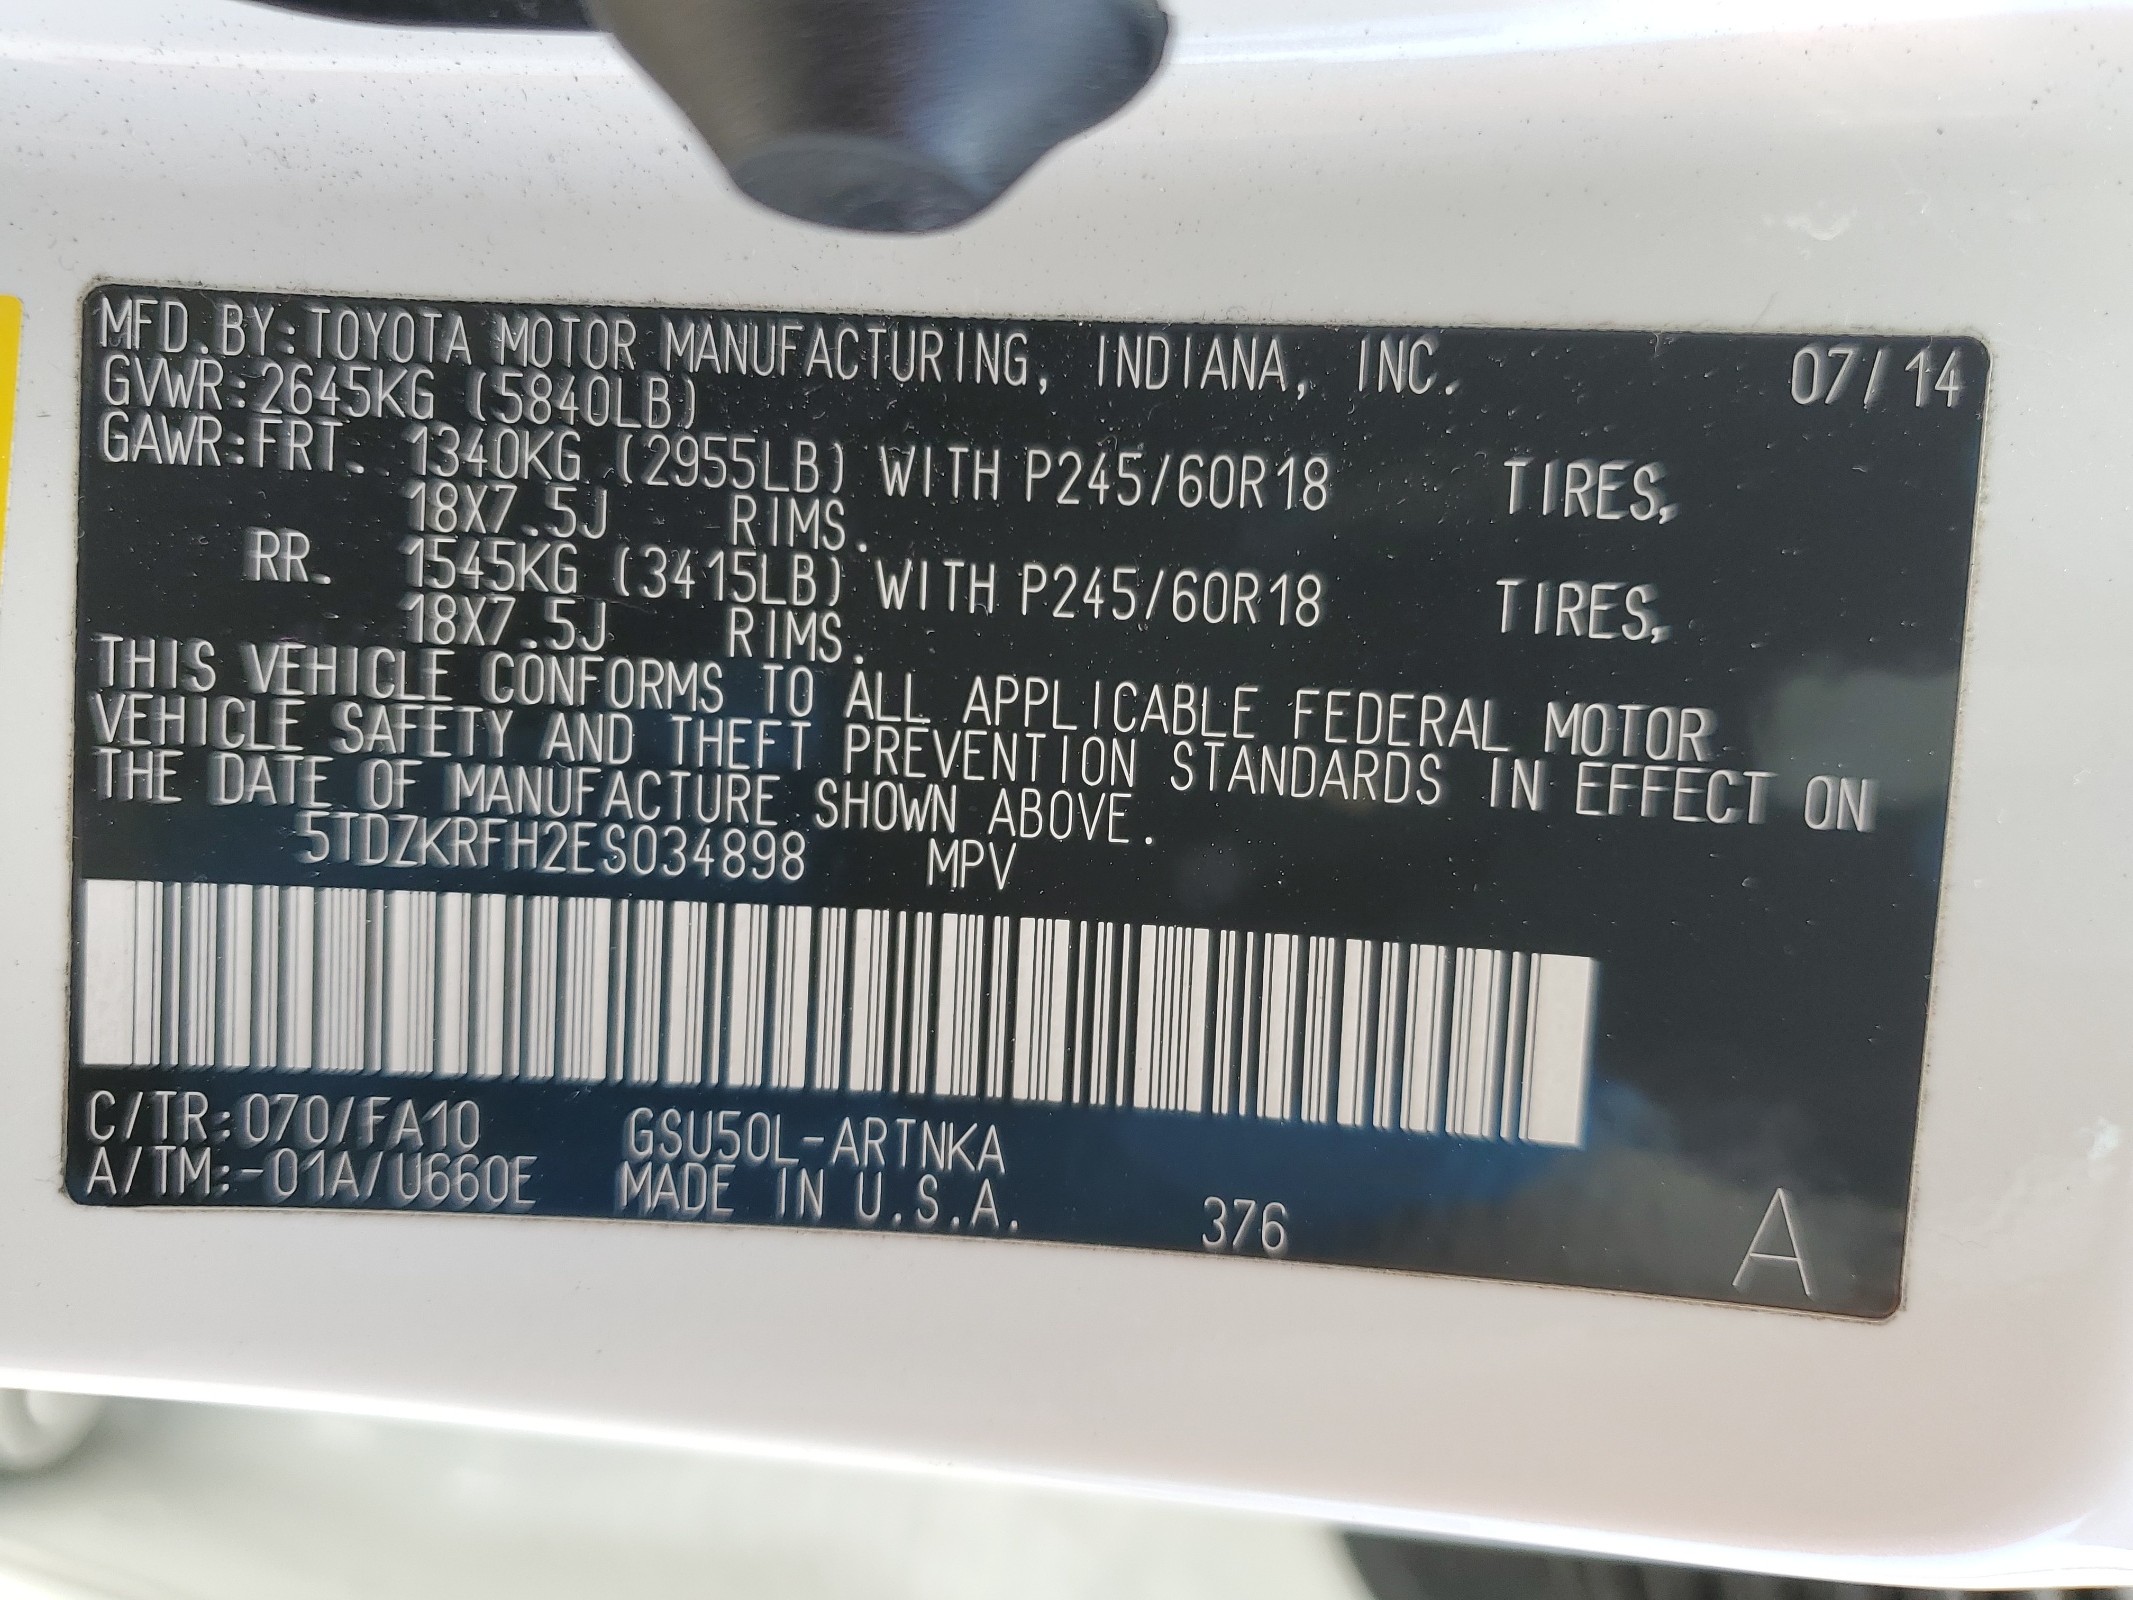 MFD.BY:TOYOTA MOTOR MANUFACTURING, INDIANA, INC. 07/14
GVWR:2645KG (5840LB)
GAWR:FRT. 1340KG (2955LB) WITH P245/60R18 TIRES,
18X7.5J RIMS.
RR. 1545KG (3415LB) WITH P245/60R18 TIRES,
18X7.5J RIMS.
THIS VEHICLE CONFORMS TO ALL APPLICABLE FEDERAL MOTOR
VEHICLE SAFETY AND THEFT PREVENTION STANDARDS IN EFFECT ON
THE DATE OF MANUFACTURE SHOWN ABOVE.
5TDZKRFH2ES034898 MPV
C/TR:070/FA10 GSU50L-ARTNKA
A/TM:-01A/U660E MADE IN U.S.A. 376 A